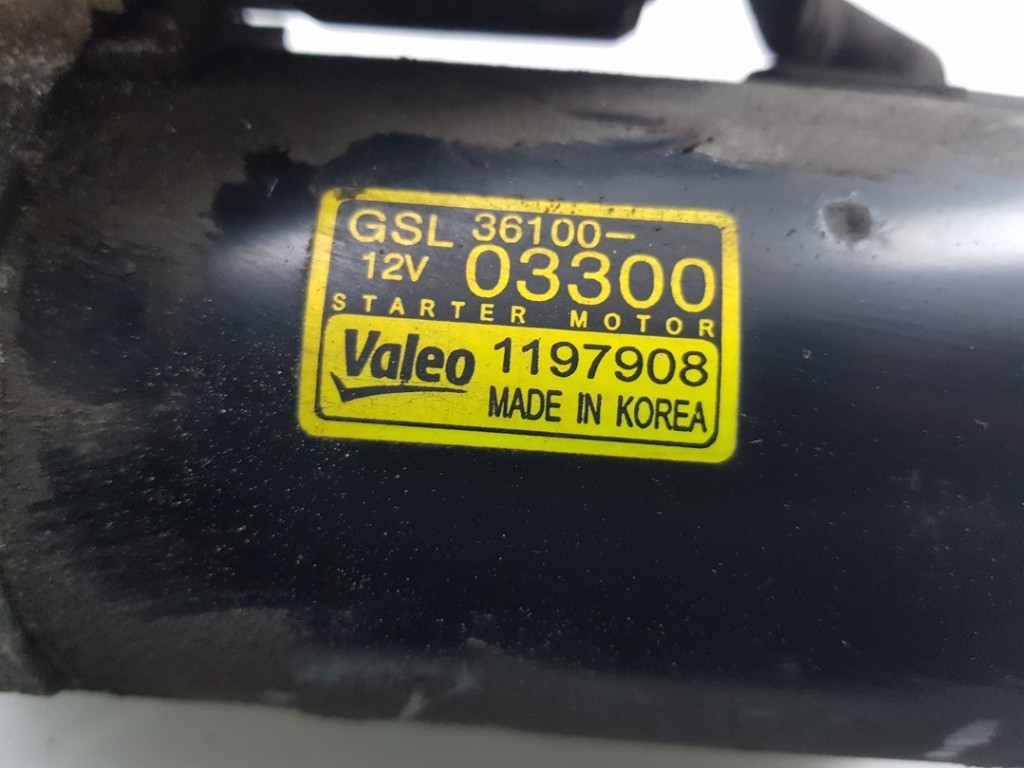 GSL 36100-
12V 03300
STARTER MOTOR
Valeo 1197908
MADE IN KOREA